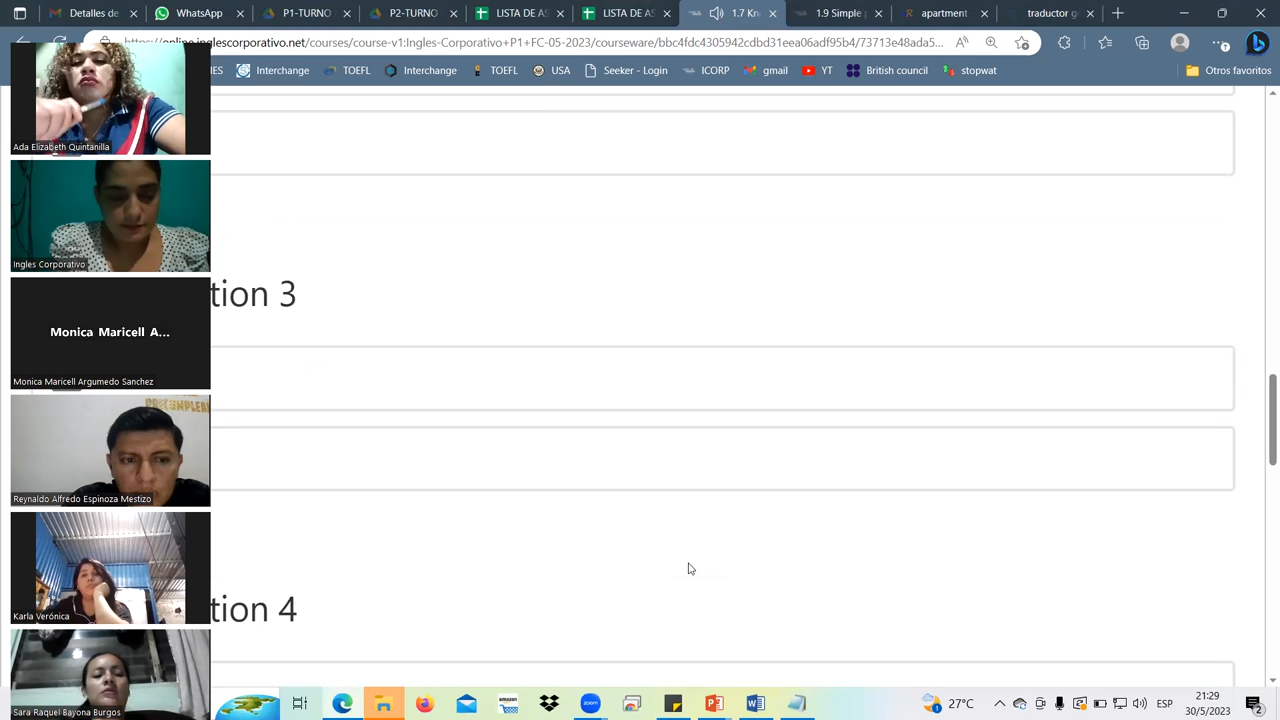 WhatsApp
P1-TURNO
P2-TURNO
LISTA DE AS
LISTA DE AS
1.7 Kn
1.9 Simple
apartment
traductor g
https://online.inglescorporativo.net/courses/course-v1:Ingles-Corporativo+P1+FC-05-2023/courseware/bbc4fdc4305942cdbd31eea06adf95b4/73713e48ada5...
ES
Interchange
TOEFL
Interchange
TOEFL
USA
Seeker - Login
ICORP
gmail
YT
British council
stopwat
Otros favoritos
Ada Elizabeth Quintanilla
Ingles Corporativo
tion 3
Monica Maricell A...
Monica Maricell Argumedo Sanchez
Reynaldo Alfredo Espinoza Mestizo
tion 4
Karla Verónica
Sara Raquel Bayona Burgos
amazon
zoom
27°C
ESP
21:29
30/5/2023
2